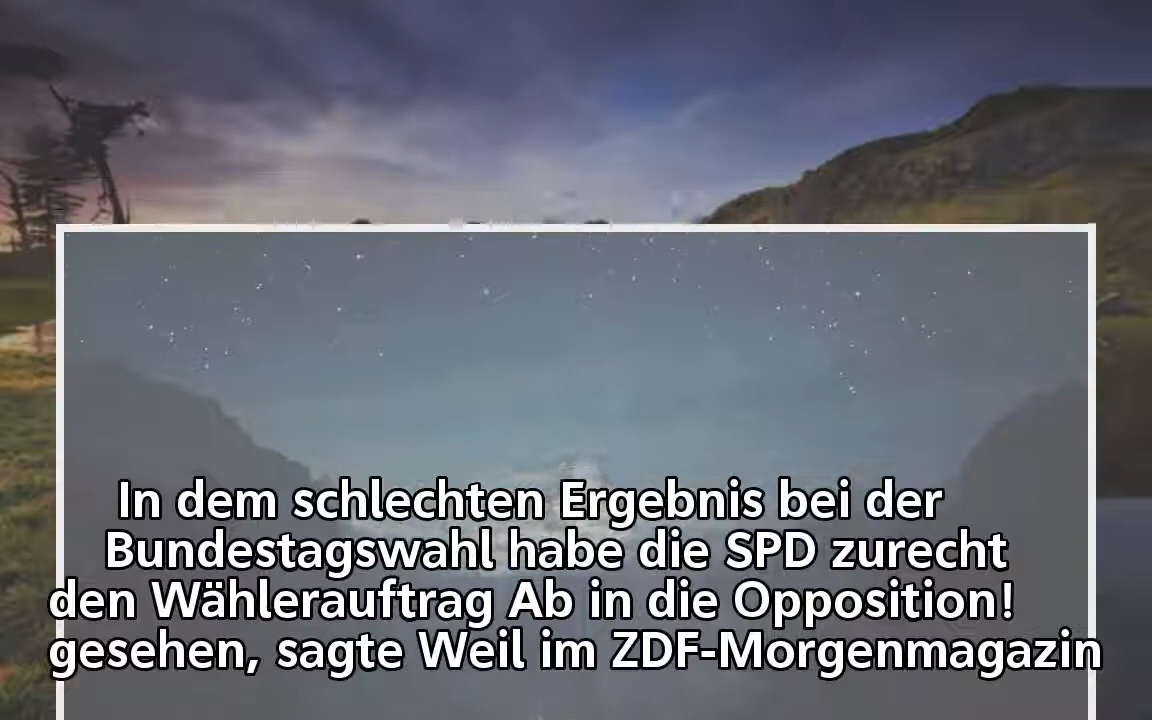 In dem schlechten Ergebnis bei der
Bundestagswahl habe die SPD zurecht
den Wählerauftrag Ab in die Opposition!
gesehen, sagte Weil im ZDF-Morgenmagazin